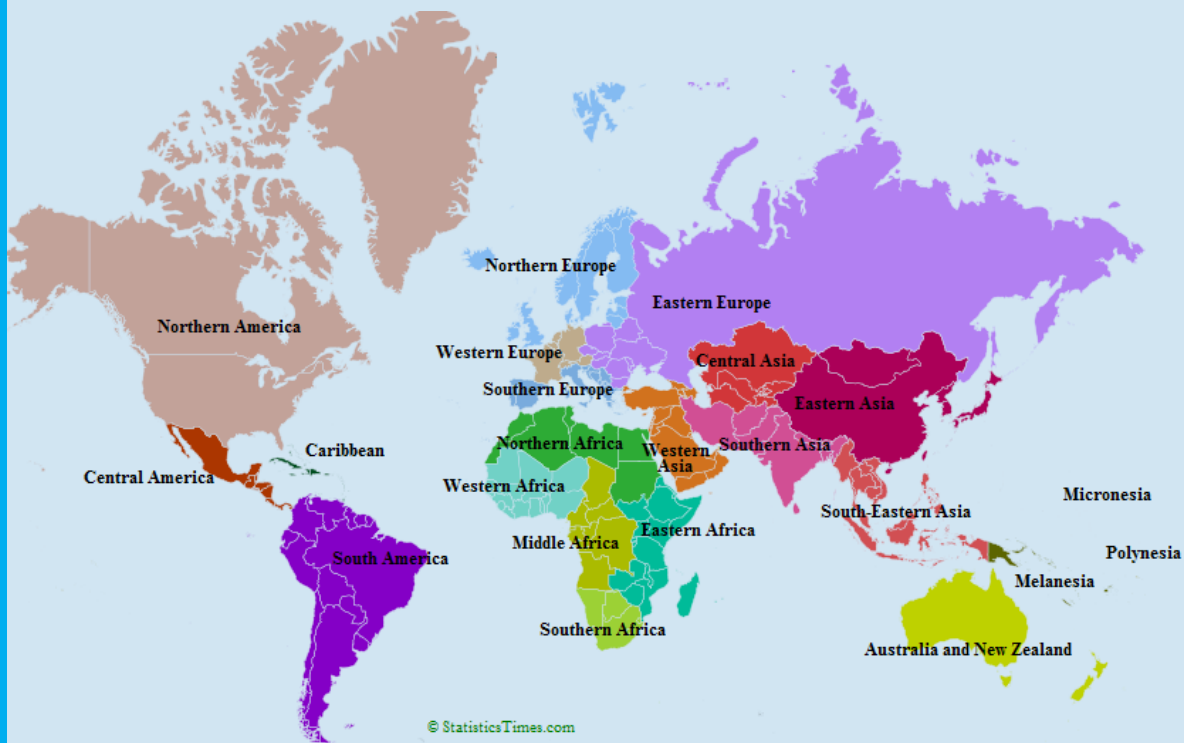 Northern Europe
Eastern Europe
Northern America
Western Europe
Central Asia
Southern Europe
Eastern Asia
Northern Africa
Western
Asia
Southern Asia
Caribbean
Central America
Western Africa
Micronesia
South-Eastern Asia
Eastern Africa
Middle Africa
Polynesia
South America
Melanesia
Southern Africa
Australia and New Zealand
© StatisticsTimes.com